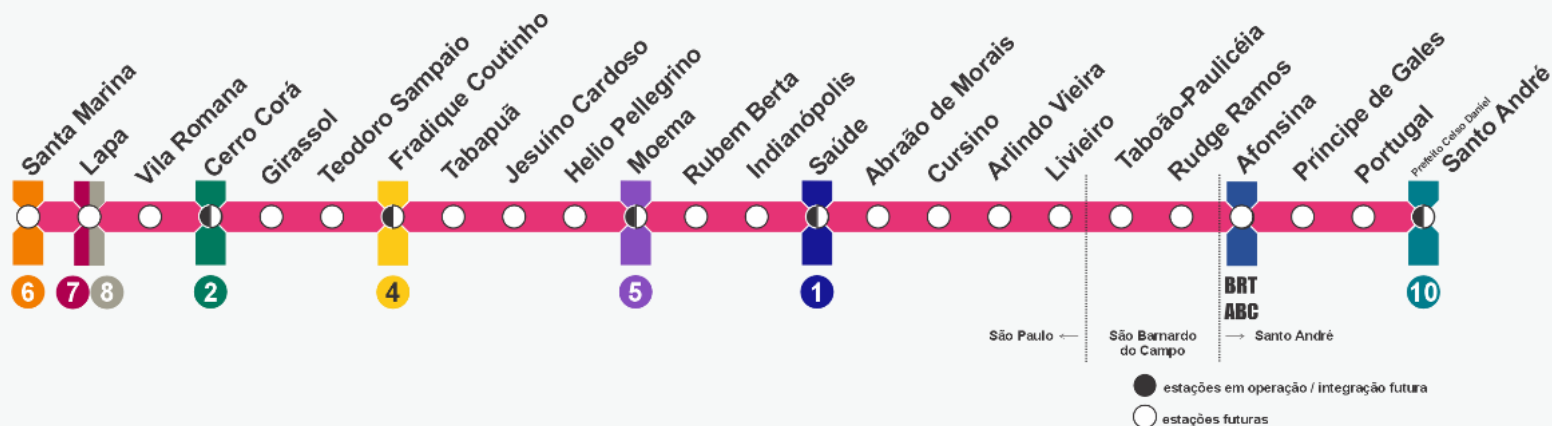 Santa Marina
Lapa
Vila Romana
Cerro Corá
Girassol
Teodoro Sampaio
Fradique Coutinho
Tabapuã
Jesuíno Cardoso
Helio Pellegrino
Moema
Rubem Berta
Indianópolis
Saúde
Abraão de Morais
Cursino
Arlindo Vieira
Livieiro
Taboão-Paulicéia
Rudge Ramos
Afonsina
Príncipe de Gales
Portugal
Prefeito Celso Daniel
Santo André
6
7
8
2
4
5
1
BRT
ABC
10
São Paulo ←
São Barnardo
do Campo
→ Santo André
estações em operação / integração futura
estações futuras